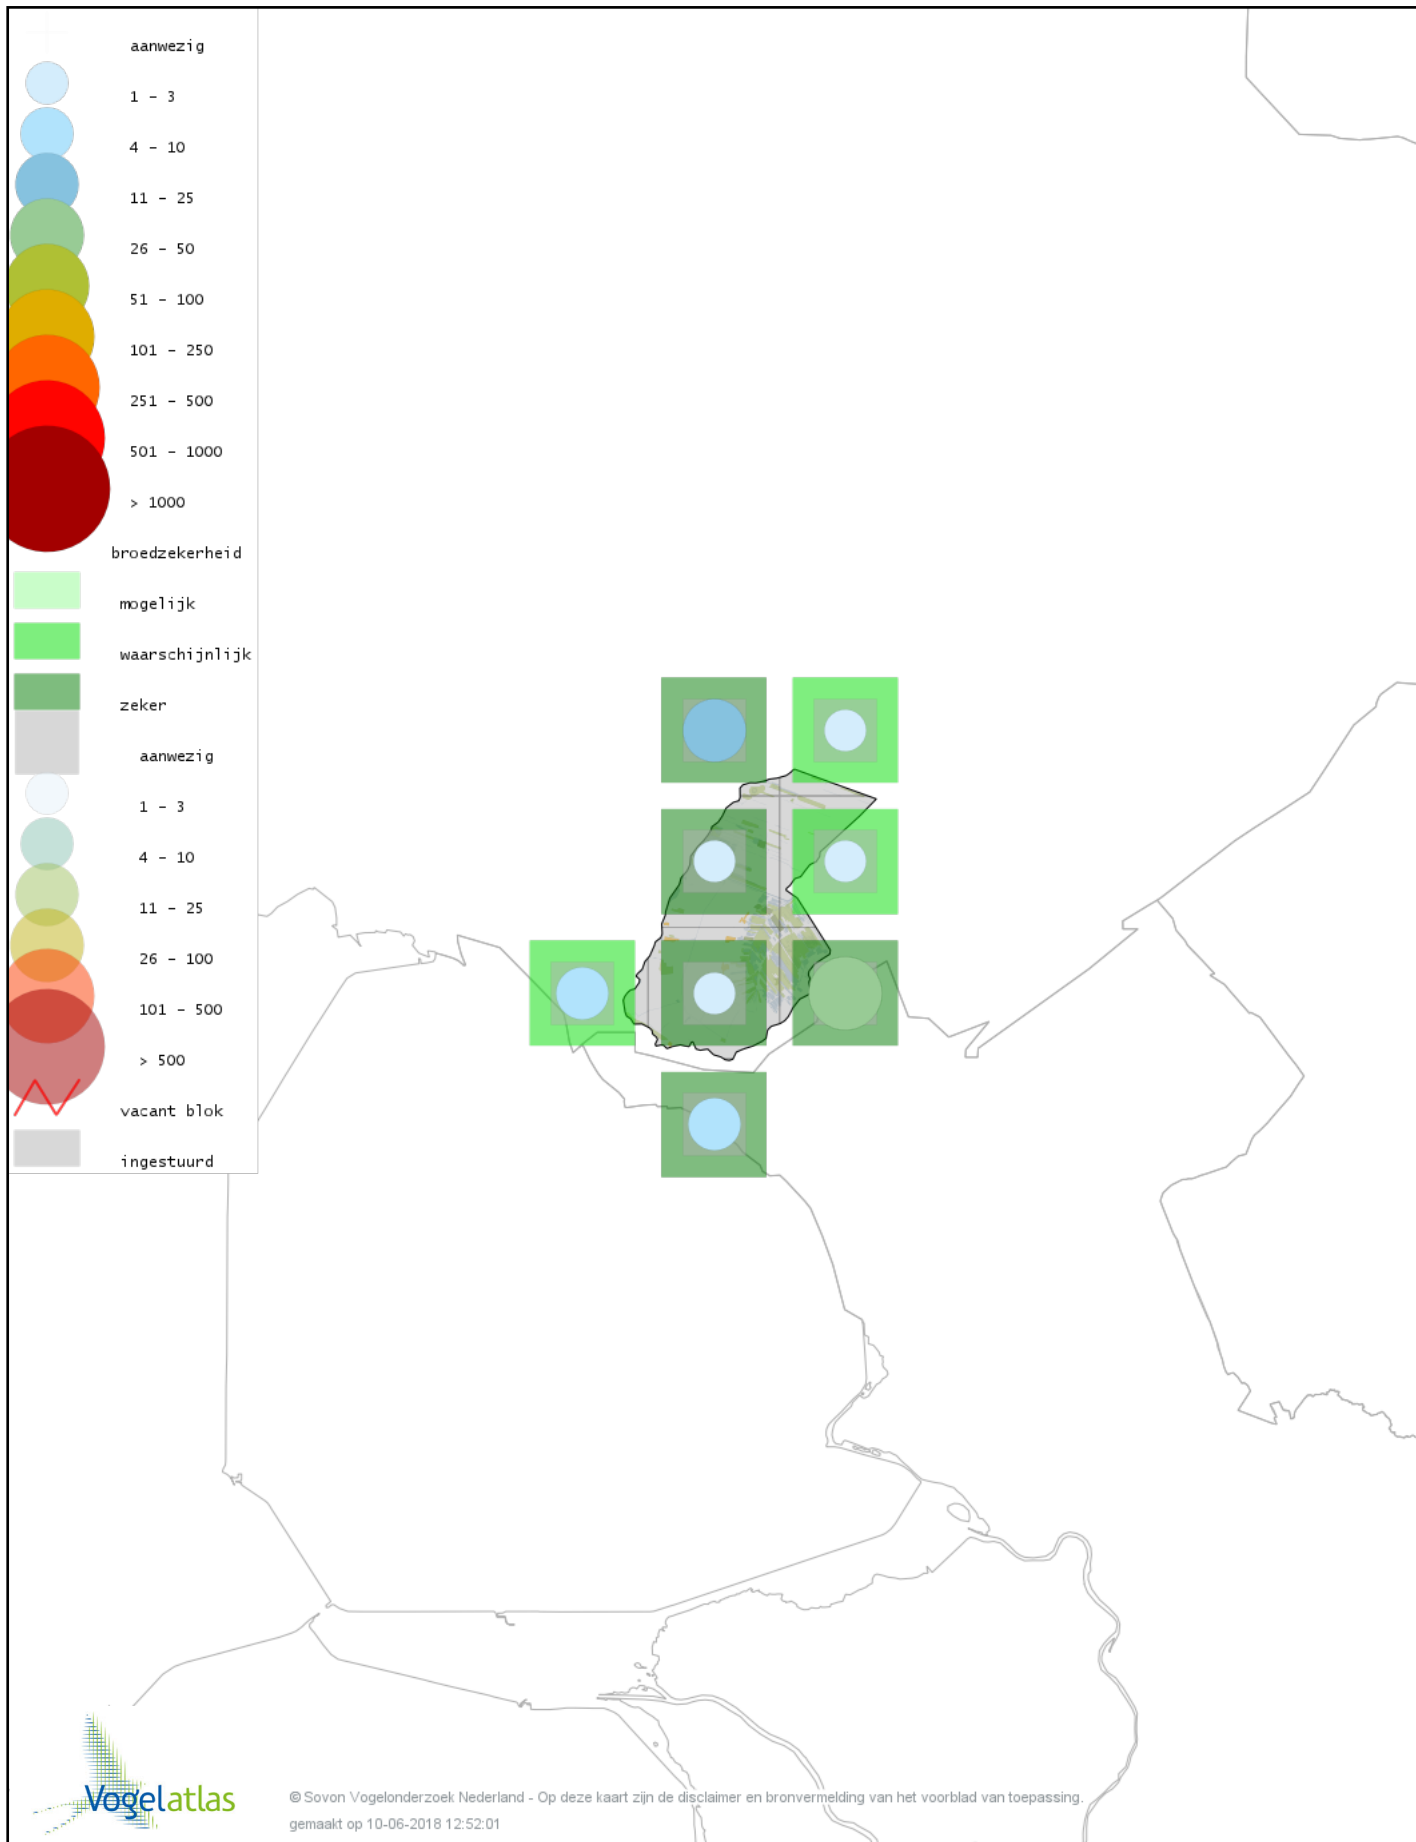 aanwezig
1 - 3
4 - 10
11 - 25
26 - 50
51 - 100
101 - 250
251 - 500
501 - 1000
> 1000
broedzekerheid
mogelijk
waarschijnlijk
zeker
aanwezig
1 - 3
4 - 10
11 - 25
26 - 100
101 - 500
> 500
vacant blok
ingestuurd
Vogelatlas
© Sovon Vogelonderzoek Nederland - Op deze kaart zijn de disclaimer en bronvermelding van het voorblad van toepassing.
gemaakt op 10-06-2018 12:52:01